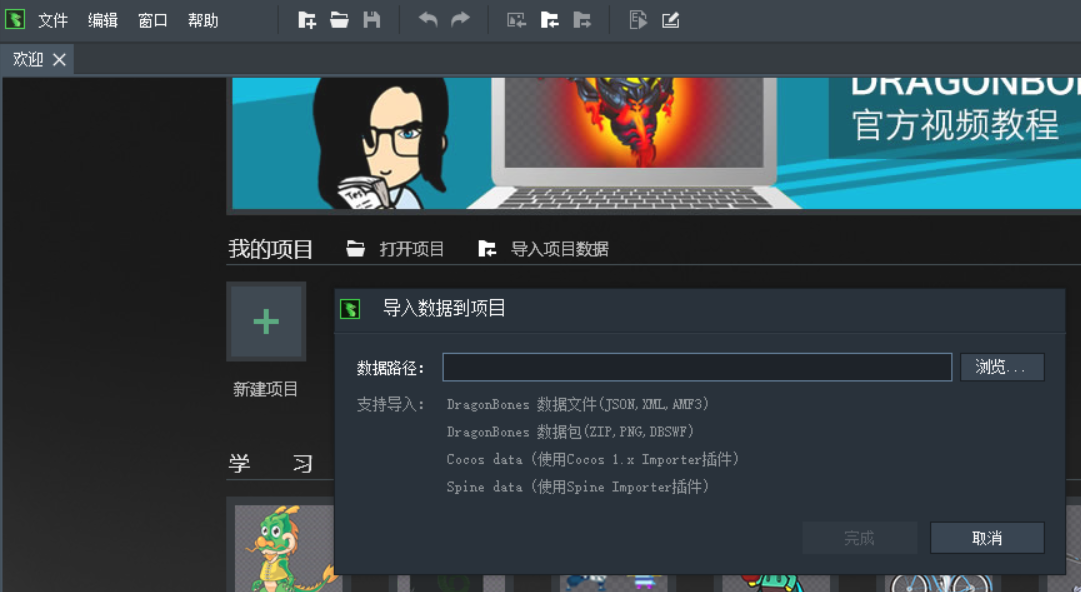 文件 编辑 窗口 帮助
欢迎
官方视频教程
我的项目 打开项目 导入项目数据
导入数据到项目
数据路径: 浏览...
新建项目
支持导入: DragonBones 数据文件(JSON,XML,AMF3)
DragonBones 数据包(ZIP,PNG,DBSWF)
Cocos data (使用Cocos 1.x Importer插件)
Spine data (使用Spine Importer插件)
学 习
完成 取消